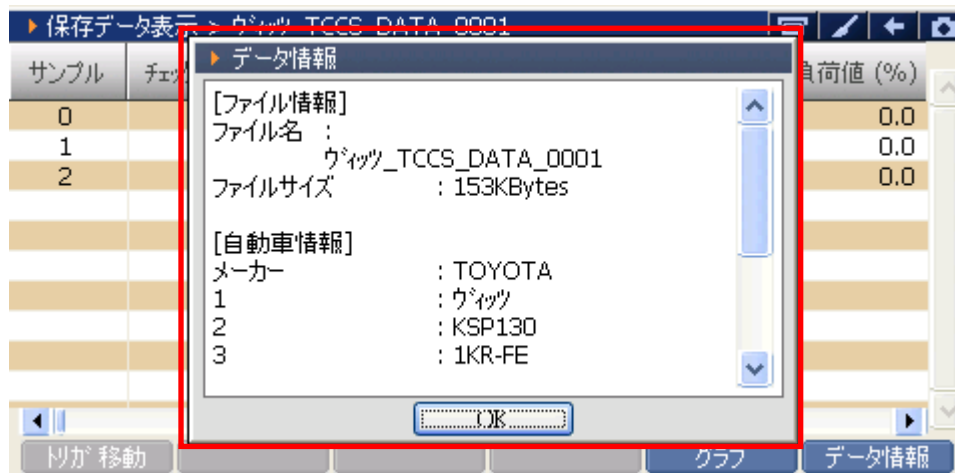 保存データ表示 > ヴィッツ_TCCS_DATA_0001
サンプル
負荷値 (%)
0 0.0
1 0.0
2 0.0
データ情報
[ファイル情報]
ファイル名 :
ヴィッツ_TCCS_DATA_0001
ファイルサイズ : 153KBytes
[自動車情報]
メーカー : TOYOTA
1 : ヴィッツ
2 : KSP130
3 : 1KR-FE
OK
トリガ移動
グラフ
データ情報